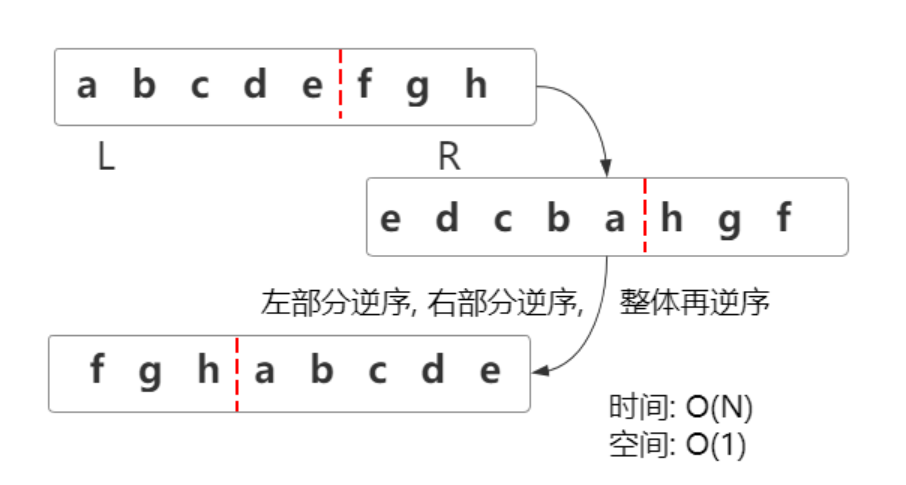 a b c d e f g h
L R
e d c b a h g f
左部分逆序, 右部分逆序, 整体再逆序
f g h a b c d e
时间: O(N)
空间: O(1)